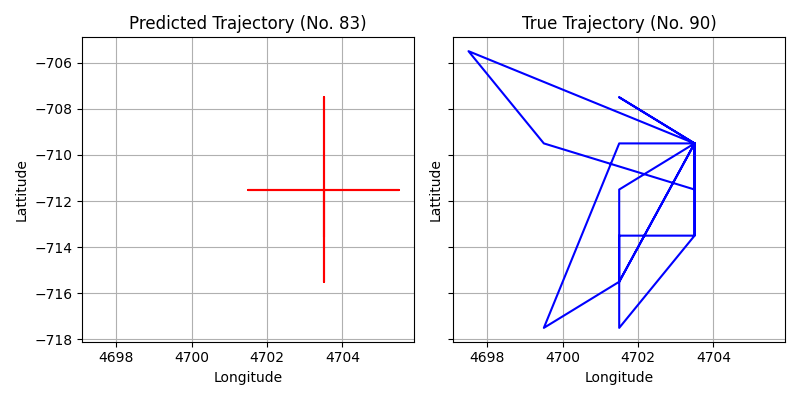 Predicted Trajectory (No. 83)
True Trajectory (No. 90)
−706
−708
−710
−712
−714
−716
−718
Lattitude
Lattitude
4698 4700 4702 4704
4698 4700 4702 4704
Longitude
Longitude